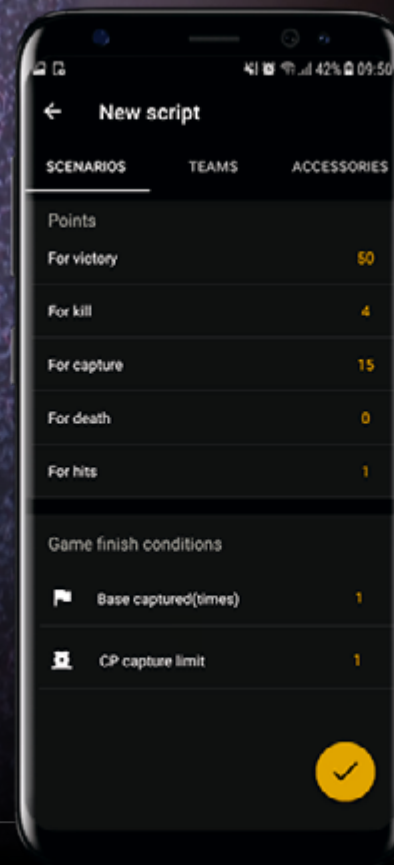 42% 09:50
New script
SCENARIOS TEAMS ACCESSORIES
Points
For victory 50
For kill 4
For capture 15
For death 0
For hits 1
Game finish conditions
Base captured(times) 1
CP capture limit 1